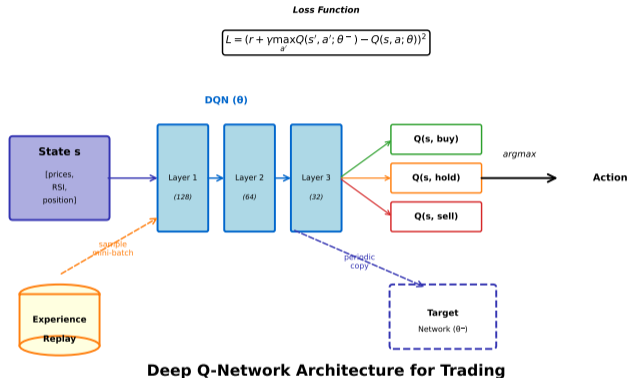 Loss Function
L = (r + γmaxQ(s′, a′; θ⁻) − Q(s, a; θ))²
a′
DQN (θ)
State s
[prices,
RSI,
position]
Layer 1
(128)
Layer 2
(64)
Layer 3
(32)
Q(s, buy)
Q(s, hold)
Q(s, sell)
argmax
Action
sample
mini-batch
periodic
copy
Experience
Replay
Target
Network (θ⁻)
Deep Q-Network Architecture for Trading